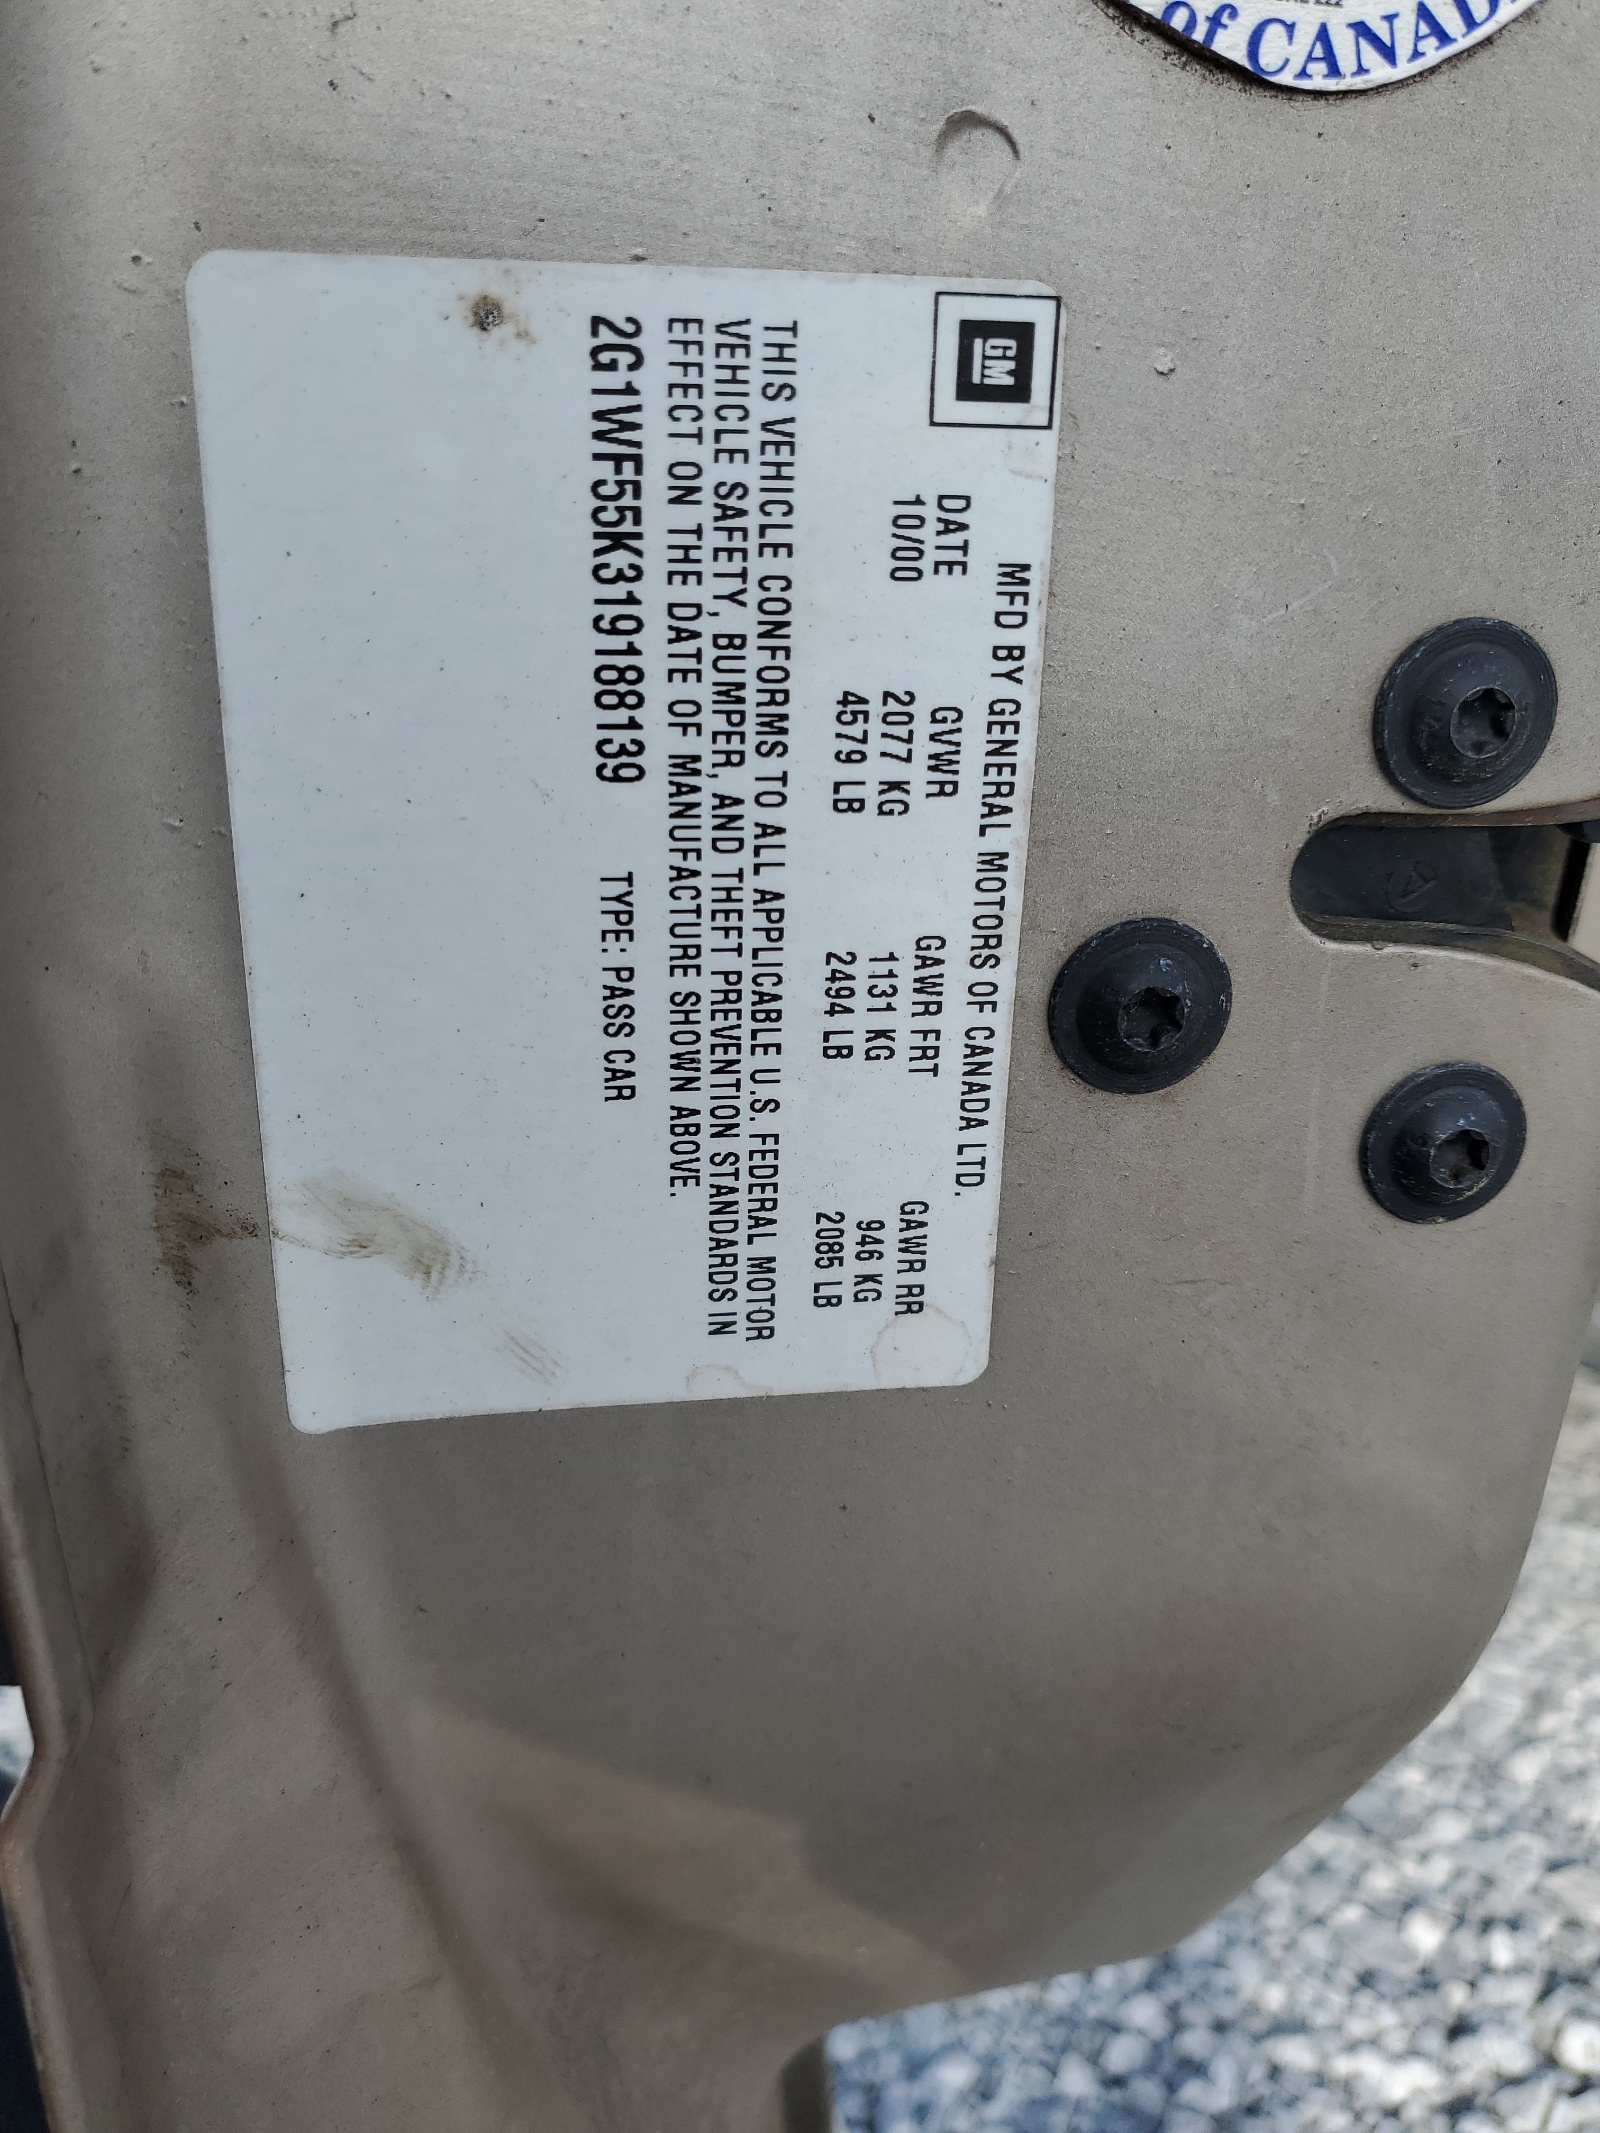 of CANAD
GM
MFD BY GENERAL MOTORS OF CANADA LTD.
DATE GVWR GAWR FRT GAWR RR
10/00 2077 KG 1131 KG 946 KG
4579 LB 2494 LB 2085 LB
THIS VEHICLE CONFORMS TO ALL APPLICABLE U.S. FEDERAL MOTOR
VEHICLE SAFETY, BUMPER, AND THEFT PREVENTION STANDARDS IN
EFFECT ON THE DATE OF MANUFACTURE SHOWN ABOVE.
2G1WF55K319188139 TYPE: PASS CAR